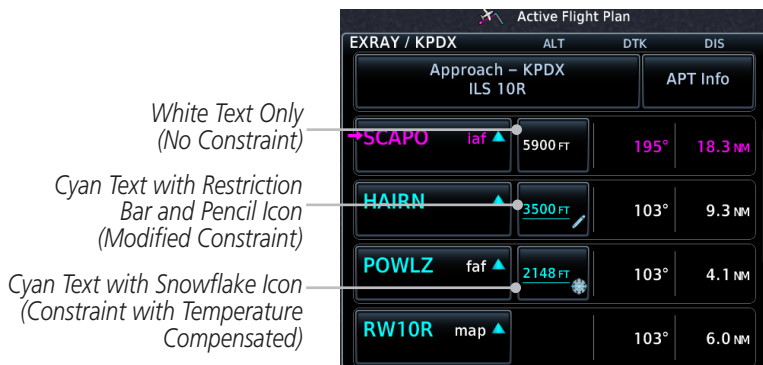 Active Flight Plan
EXRAY / KPDX ALT DTK DIS
Approach – KPDX
ILS 10R
APT Info
White Text Only
(No Constraint)
SCAPO iaf 5900 FT 195° 18.3 NM
Cyan Text with Restriction
Bar and Pencil Icon
(Modified Constraint)
HAIRN 3500 FT 103° 9.3 NM
Cyan Text with Snowflake Icon
(Constraint with Temperature
Compensated)
POWLZ faf 2148 FT 103° 4.1 NM
RW10R map 103° 6.0 NM